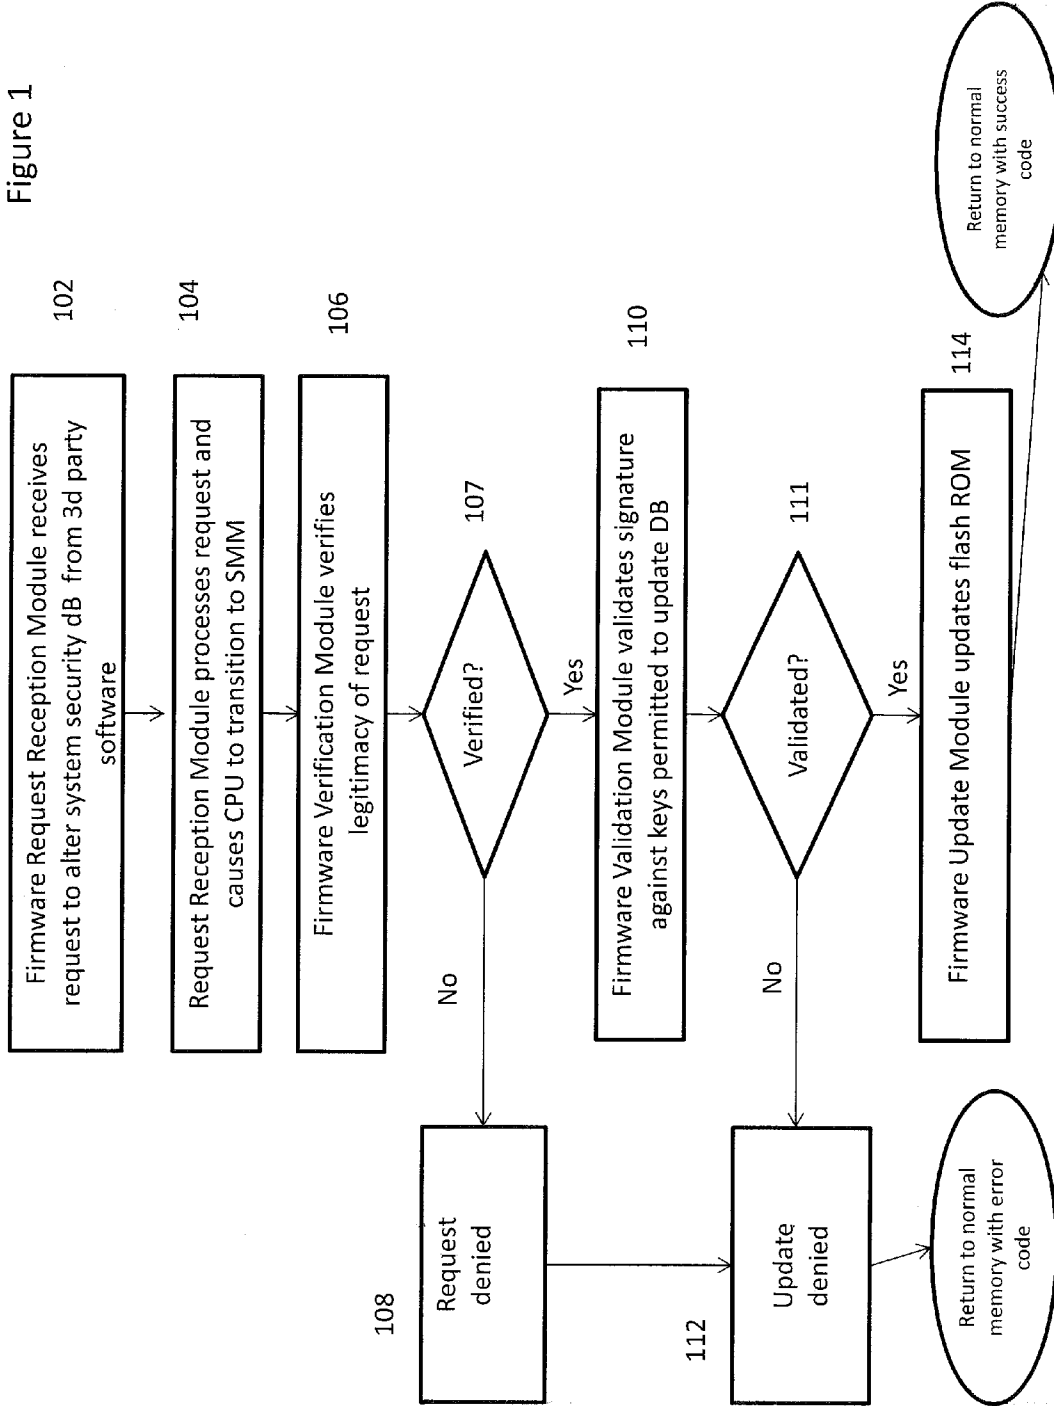 Figure 1
Firmware Request Reception Module receives
request to alter system security dB from 3d party
software
102
Request Reception Module processes request and
causes CPU to transition to SMM
104
Firmware Verification Module verifies
legitimacy of request
106
Verified?
107
No
Yes
108
Request
denied
Firmware Validation Module validates signature
against keys permitted to update DB
110
Validated?
111
No
Yes
112
Update
denied
Firmware Update Module updates flash ROM
114
Return to normal
memory with error
code
Return to normal
memory with success
code